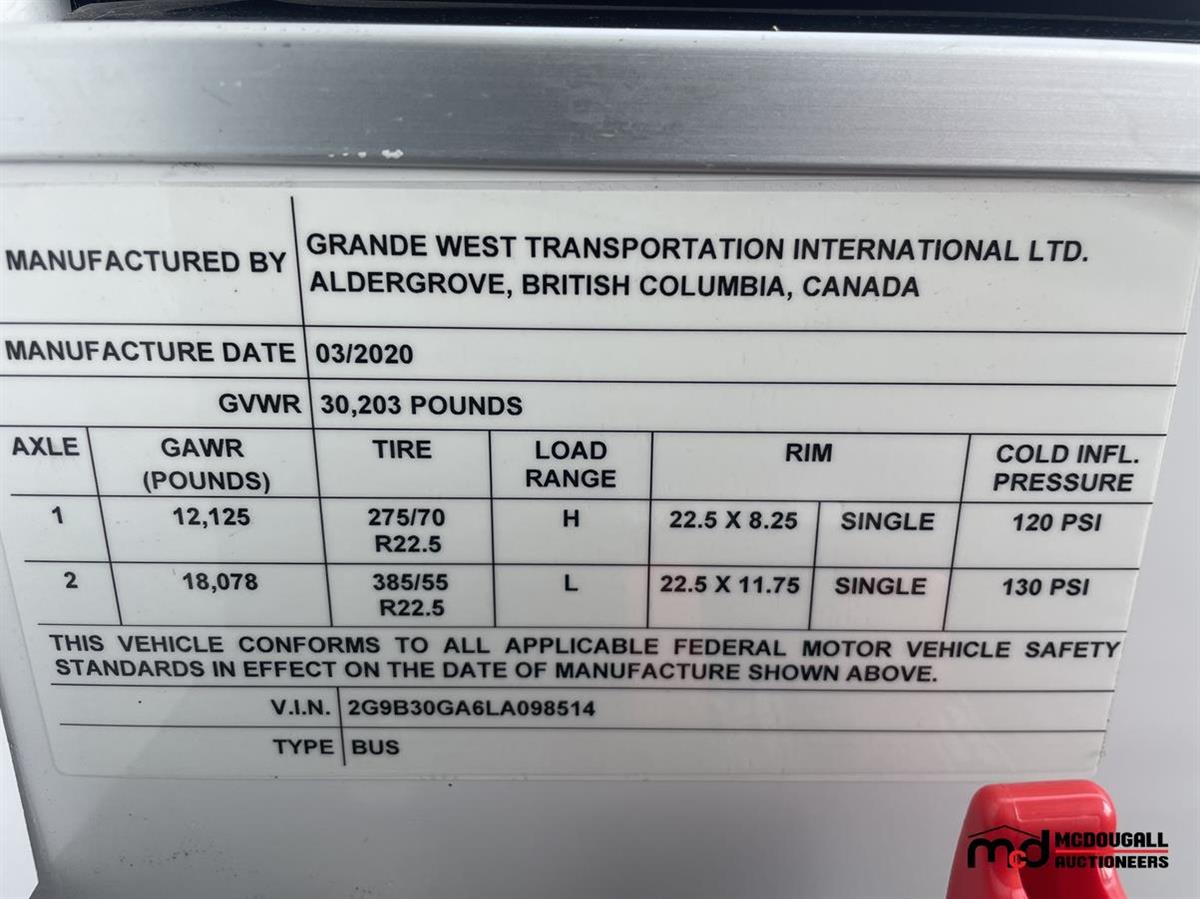 MANUFACTURED BY
GRANDE WEST TRANSPORTATION INTERNATIONAL LTD.
ALDERGROVE, BRITISH COLUMBIA, CANADA
MANUFACTURE DATE 03/2020
GVWR 30,203 POUNDS
AXLE GAWR (POUNDS) TIRE LOAD RANGE RIM COLD INFL. PRESSURE
1 12,125 275/70 R22.5 H 22.5 X 8.25 SINGLE 120 PSI
2 18,078 385/55 R22.5 L 22.5 X 11.75 SINGLE 130 PSI
THIS VEHICLE CONFORMS TO ALL APPLICABLE FEDERAL MOTOR VEHICLE SAFETY
STANDARDS IN EFFECT ON THE DATE OF MANUFACTURE SHOWN ABOVE.
V.I.N. 2G9B30GA6LA098514
TYPE BUS
mcd MCDOUGALL
AUCTIONEERS